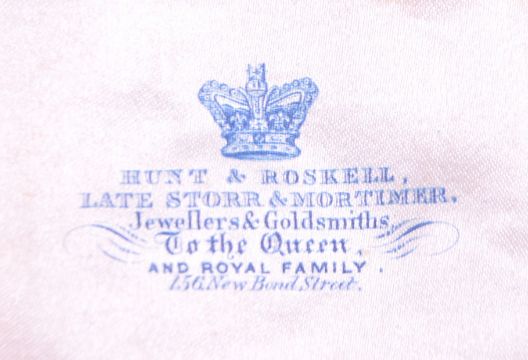 HUNT & ROSKELL,
LATE STORR & MORTIMER.
Jewellers & Goldsmiths,
To the Queen,
AND ROYAL FAMILY.
156, New Bond Street.